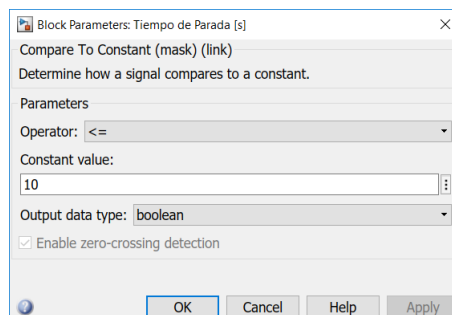 Block Parameters: Tiempo de Parada [s]
Compare To Constant (mask) (link)
Determine how a signal compares to a constant.
Parameters
Operator: <=
Constant value:
10
Output data type: boolean
Enable zero-crossing detection
OK Cancel Help Apply